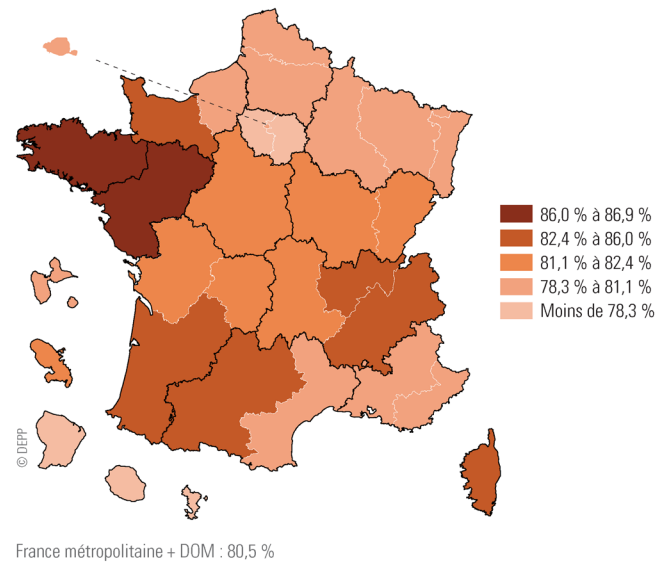 86,0 % à 86,9 %
82,4 % à 86,0 %
81,1 % à 82,4 %
78,3 % à 81,1 %
Moins de 78,3 %
© DEPP
France métropolitaine + DOM : 80,5 %